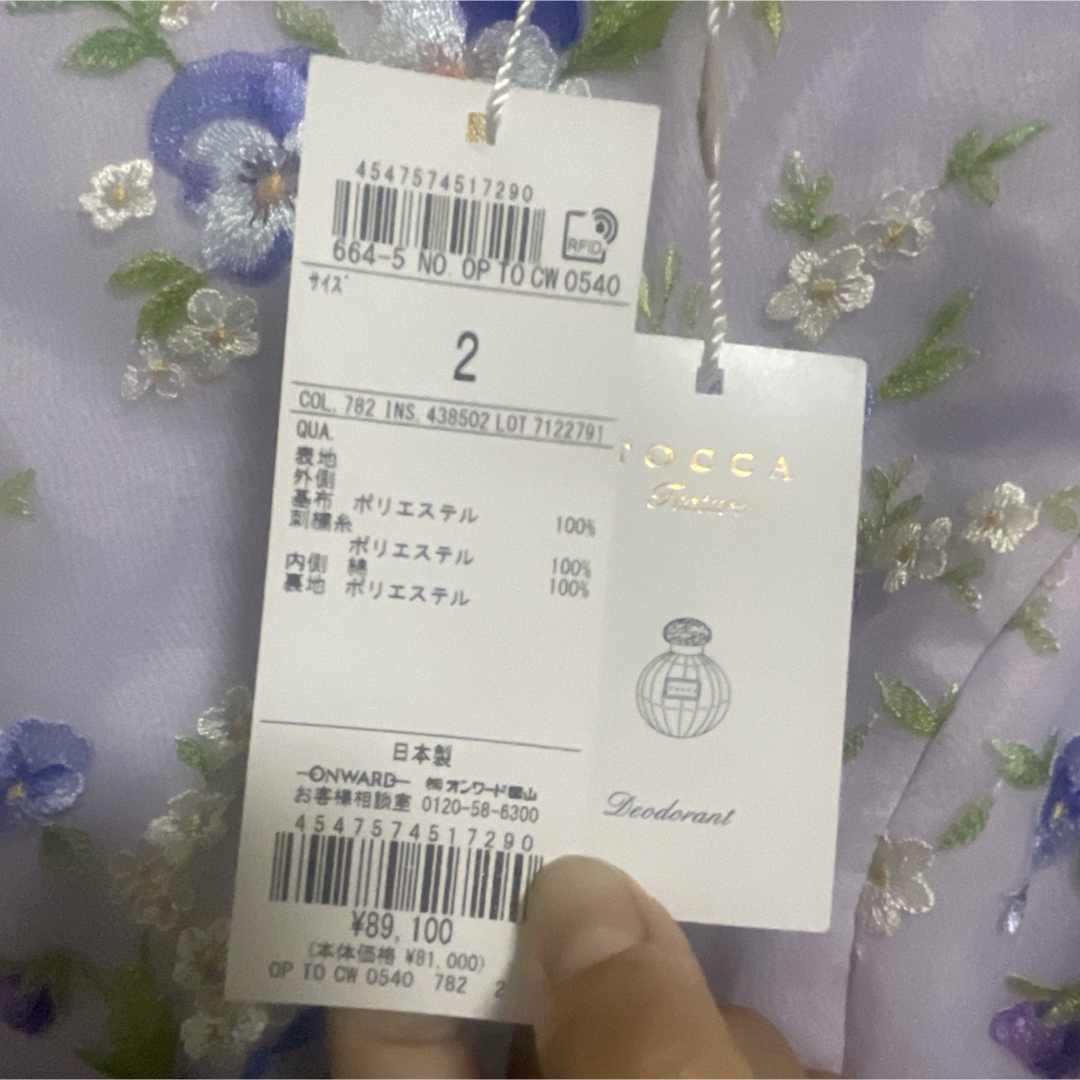 4547574517290
RFID
664-5 NO. OP TO CW 0540
サイズ
2
COL. 782 INS. 438502 LOT 7122791
QUA.
表地
外側
基布 ポリエステル 100%
刺繍糸
ポリエステル 100%
内側 綿 100%
裏地 ポリエステル
日本製
ONWARD ㈱オンワード樫山
お客様相談室 0120-58-6300
4547574517290
¥89,100
(本体価格 ¥81,000)
OP TO CW 0540 782 2
TOCCA
TOCCA
Deodorant